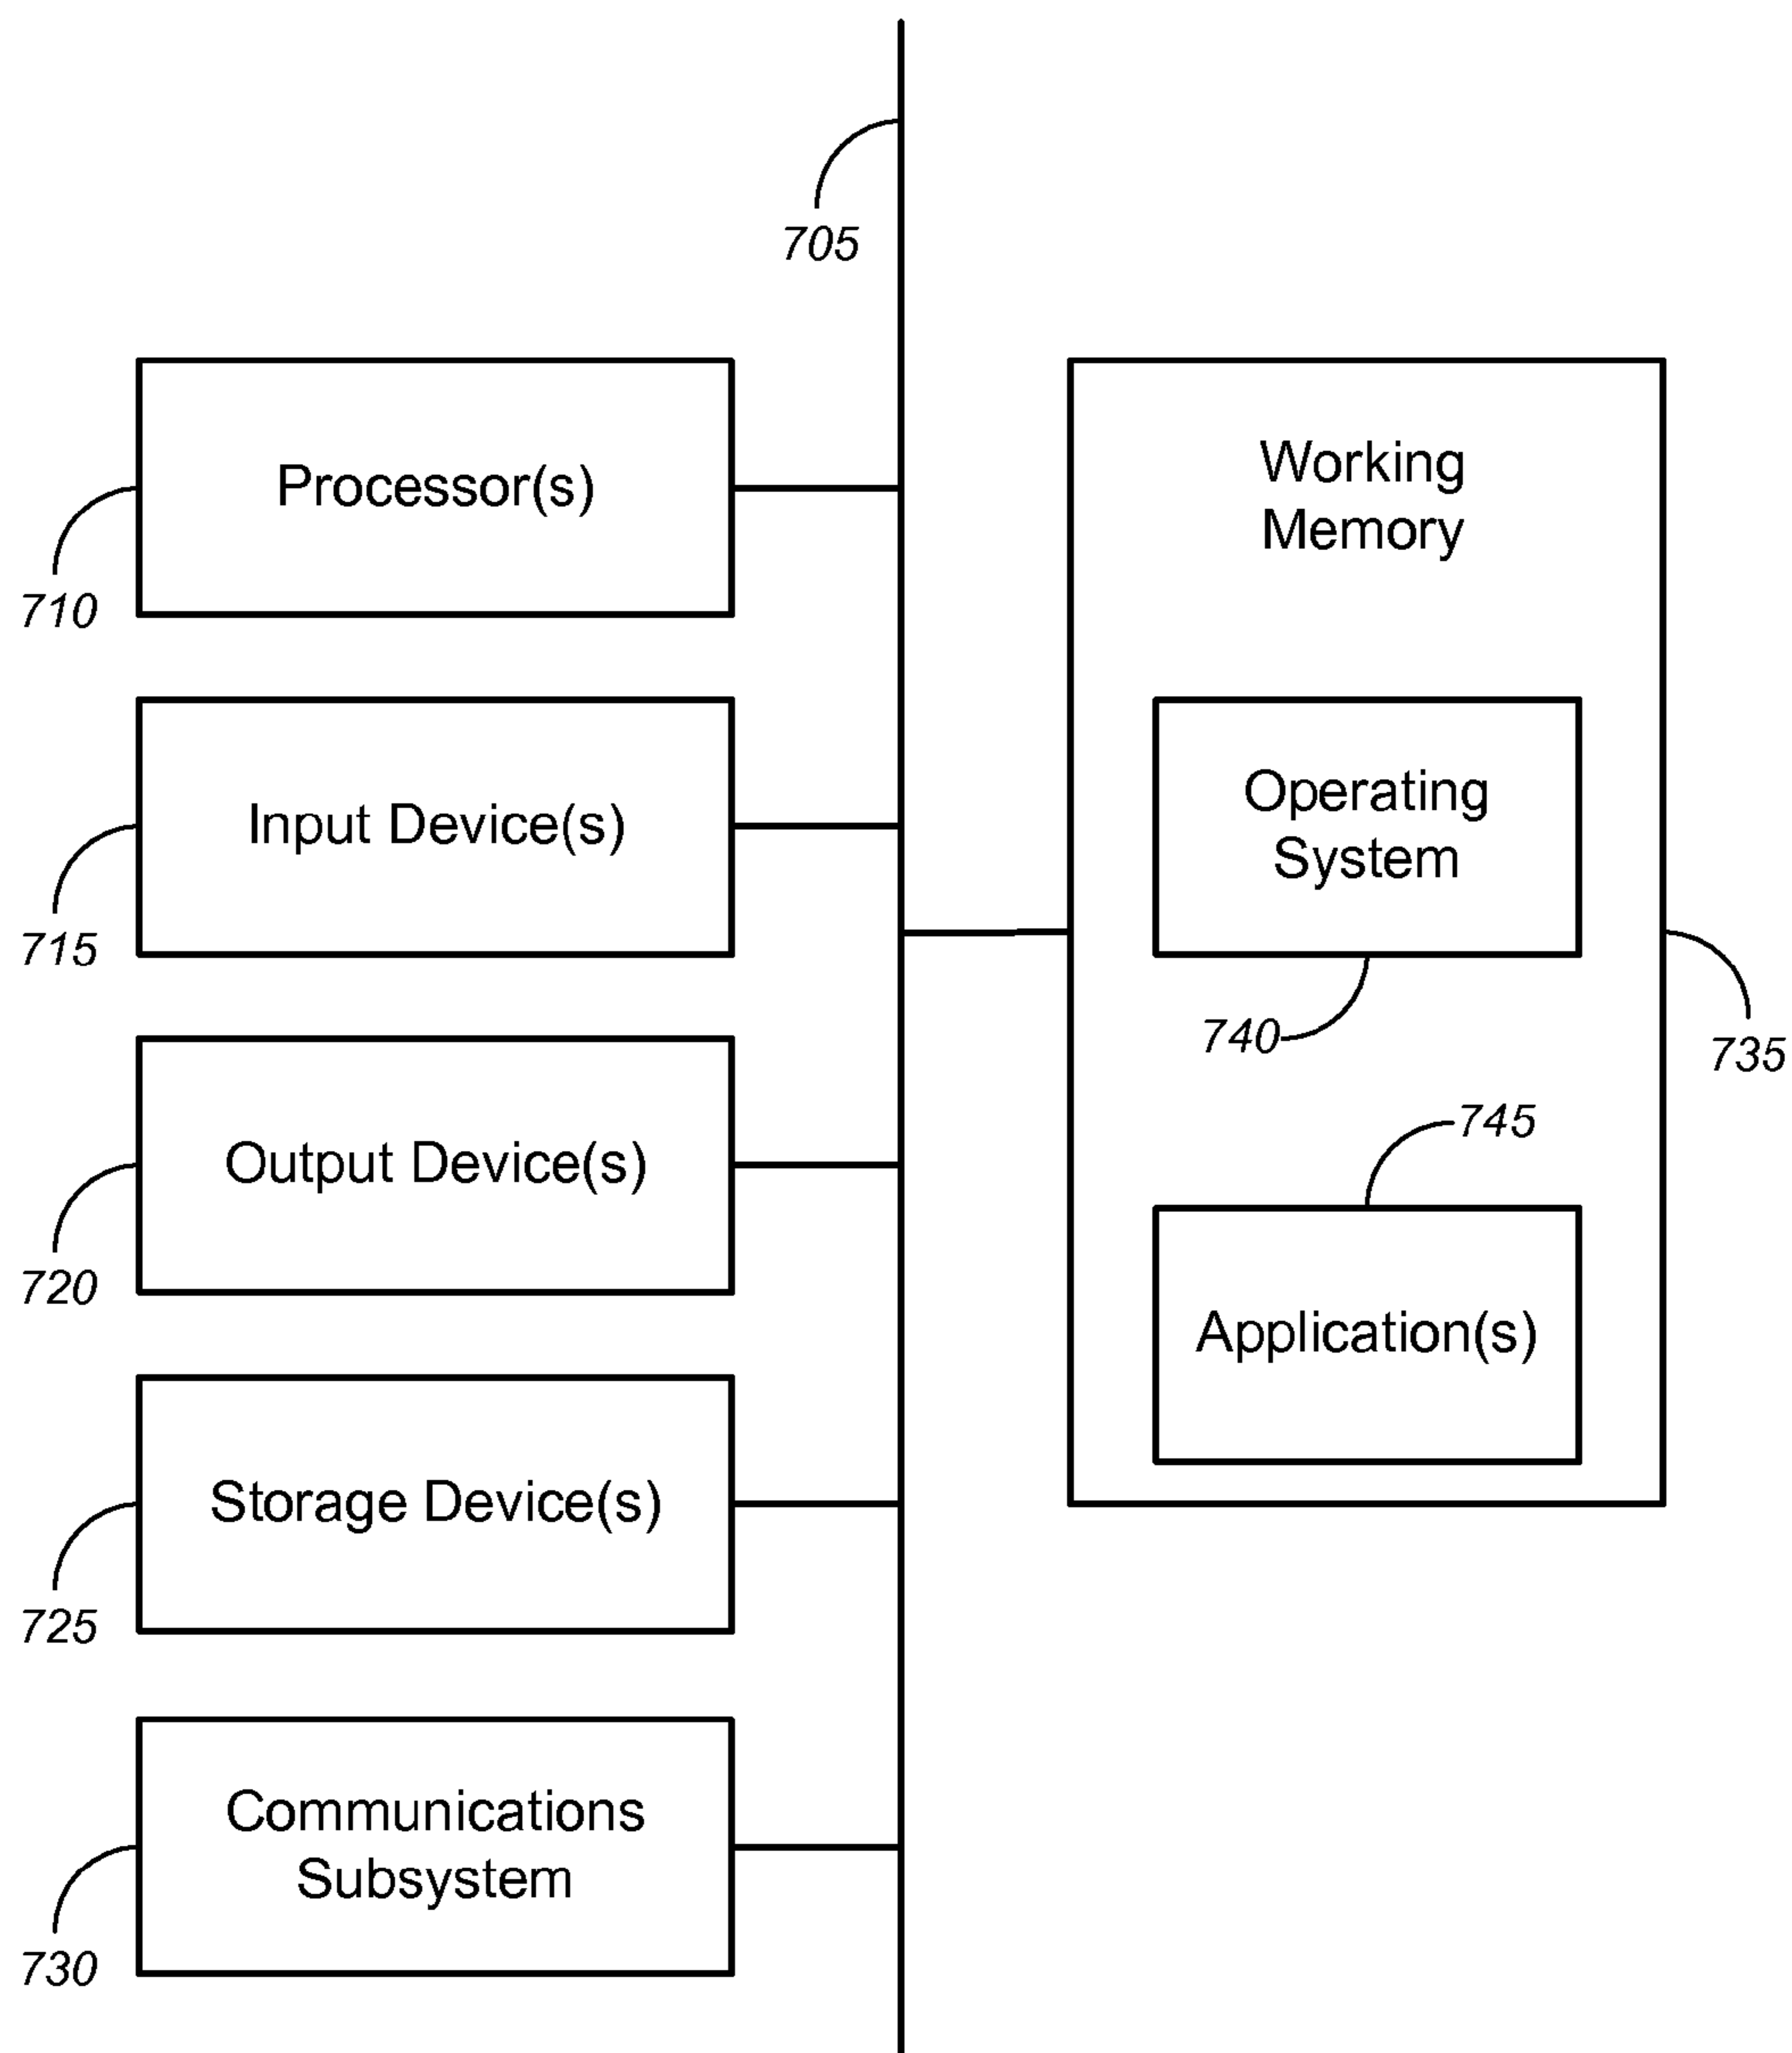 705
Processor(s)
710
Input Device(s)
715
Output Device(s)
720
Storage Device(s)
725
Communications
Subsystem
730
Working
Memory
Operating
System
740
735
745
Application(s)